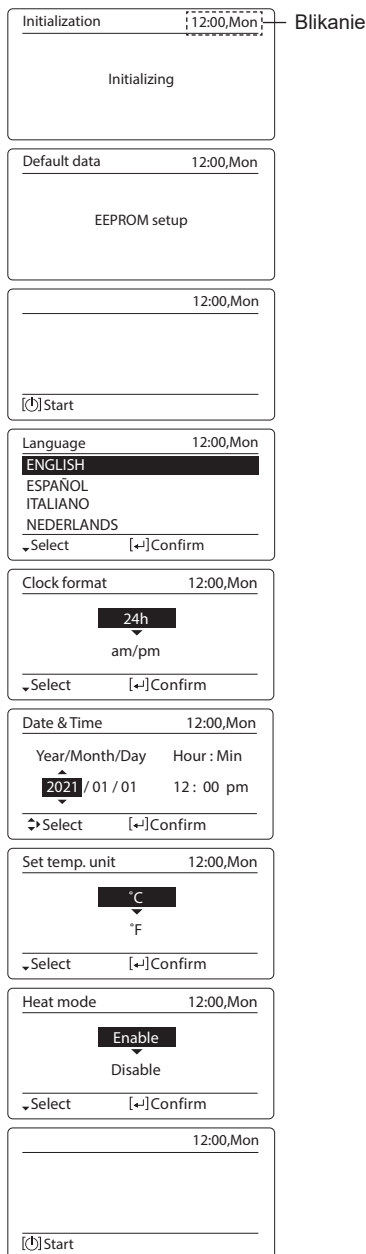 Initialization 12:00,Mon Blikanie
Initializing
Default data 12:00,Mon
EEPROM setup
12:00,Mon
[⏻]Start
Language 12:00,Mon
ENGLISH
ESPAÑOL
ITALIANO
NEDERLANDS
Select [↵]Confirm
Clock format 12:00,Mon
24h
am/pm
Select [↵]Confirm
Date & Time 12:00,Mon
Year/Month/Day Hour : Min
2021 / 01 / 01 12 : 00 pm
Select [↵]Confirm
Set temp. unit 12:00,Mon
˚C
˚F
Select [↵]Confirm
Heat mode 12:00,Mon
Enable
Disable
Select [↵]Confirm
12:00,Mon
[⏻]Start